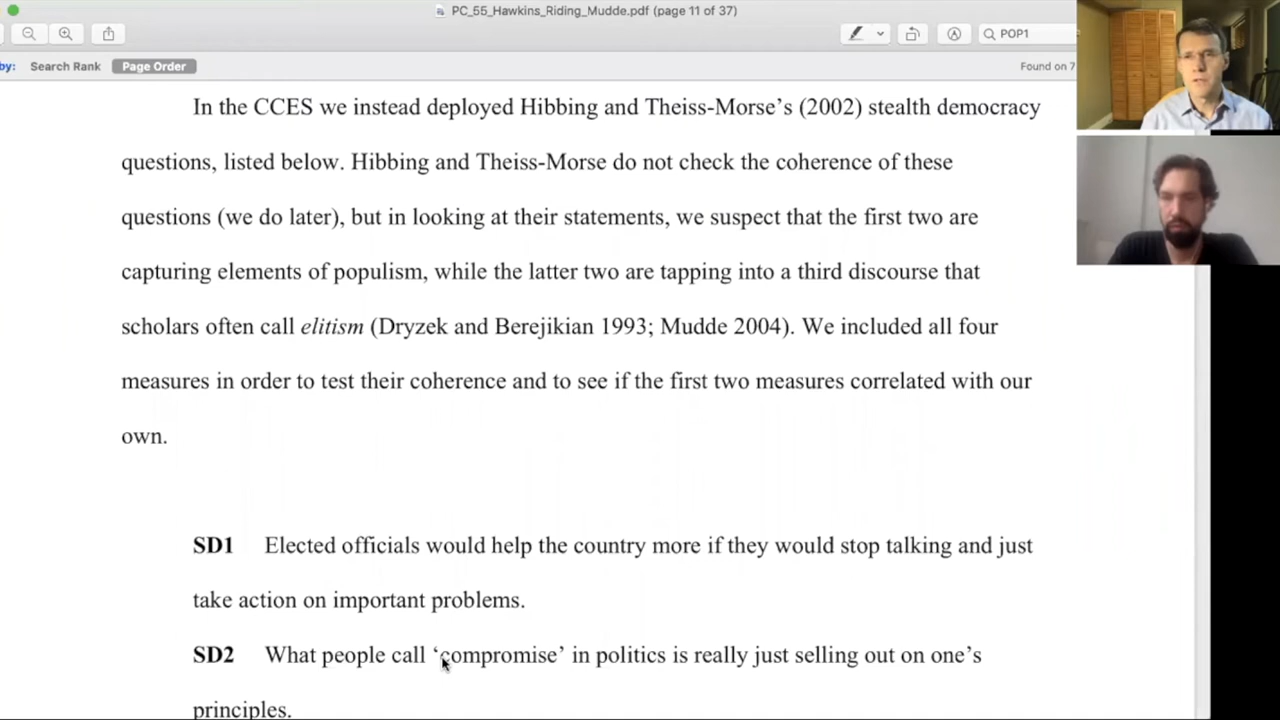 PC_55_Hawkins_Riding_Mudde.pdf (page 11 of 37)
POP1
by: Search Rank Page Order Found on 7
In the CCES we instead deployed Hibbing and Theiss-Morse's (2002) stealth democracy
questions, listed below. Hibbing and Theiss-Morse do not check the coherence of these
questions (we do later), but in looking at their statements, we suspect that the first two are
capturing elements of populism, while the latter two are tapping into a third discourse that
scholars often call elitism (Dryzek and Berejikian 1993; Mudde 2004). We included all four
measures in order to test their coherence and to see if the first two measures correlated with our
own.
SD1 Elected officials would help the country more if they would stop talking and just
take action on important problems.
SD2 What people call ‘compromise’ in politics is really just selling out on one’s
principles.